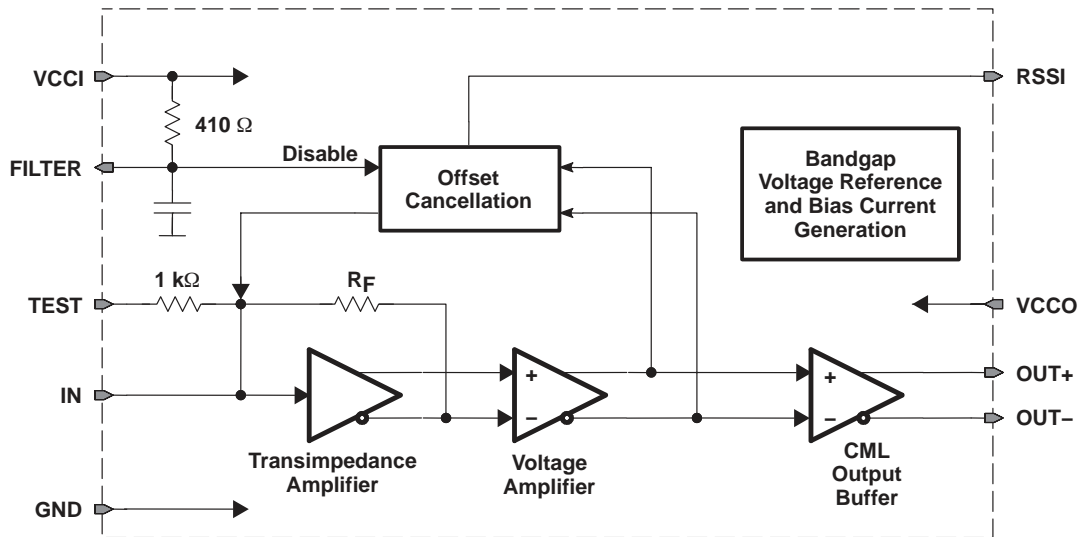 VCCI
RSSI
410 Ω
FILTER
Disable
Offset
Cancellation
Bandgap
Voltage Reference
and Bias Current
Generation
1 kΩ
RF
TEST
VCCO
IN
+
−
+
−
OUT+
OUT−
Transimpedance
Amplifier
Voltage
Amplifier
CML
Output
Buffer
GND